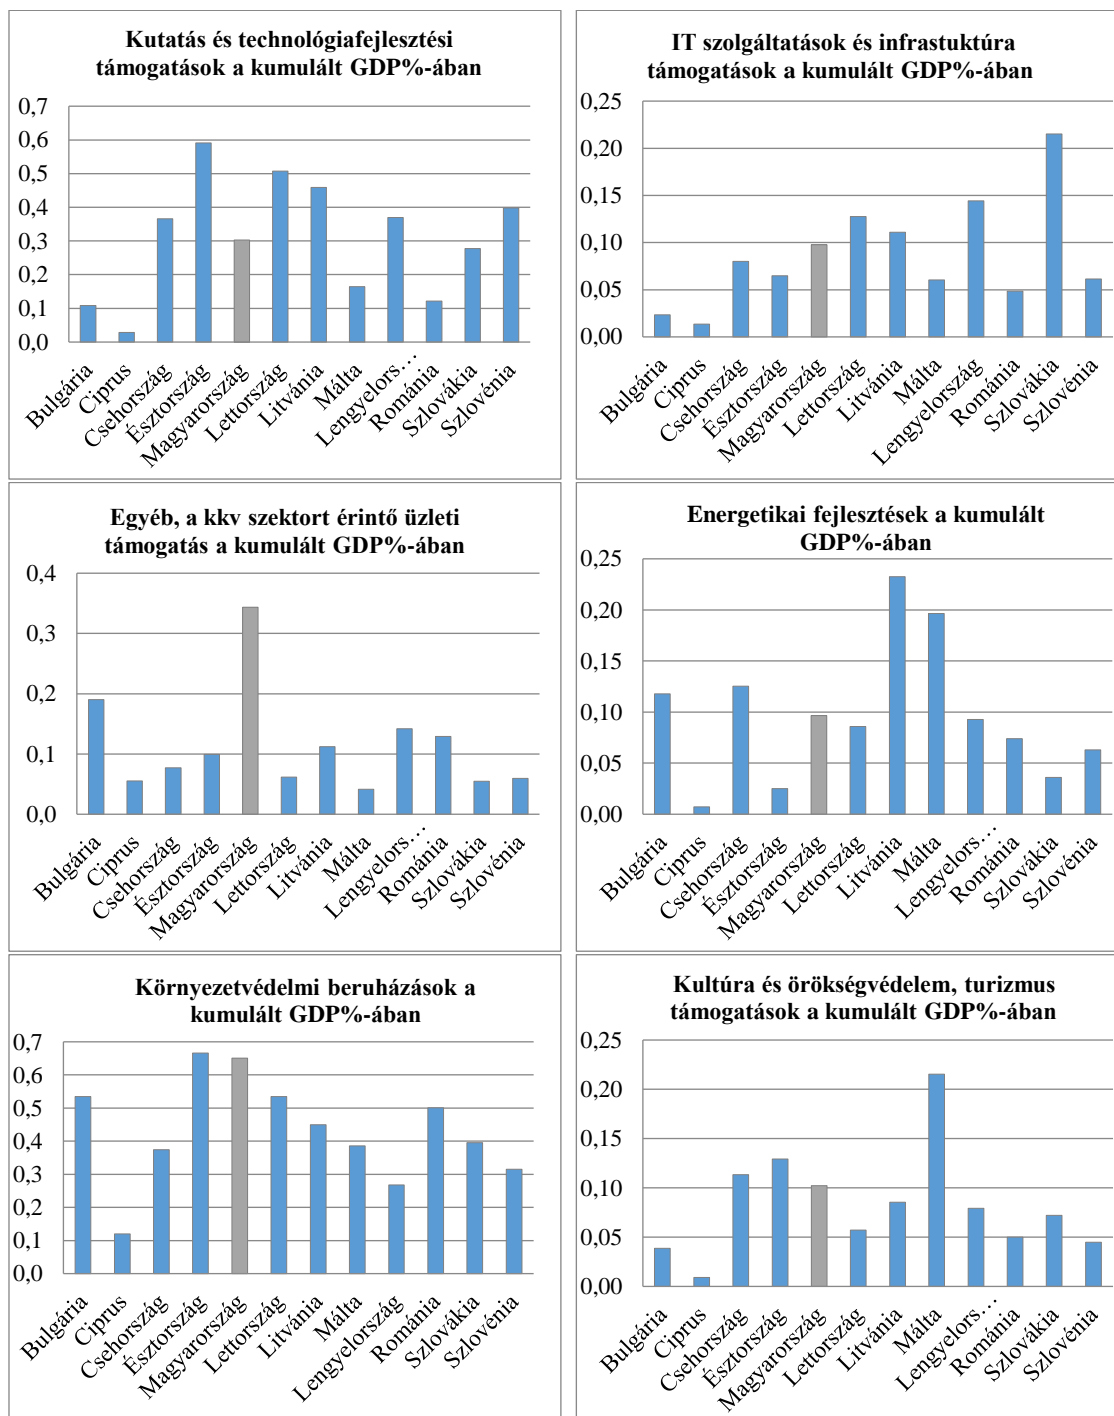 Kutatás és technológiafejlesztési
támogatások a kumulált GDP%-ában
0,7
0,6
0,5
0,4
0,3
0,2
0,1
0,0
Bulgária
Ciprus
Csehország
Észtország
Magyarország
Lettország
Litvánia
Málta
Lengyelors…
Románia
Szlovákia
Szlovénia
IT szolgáltatások és infrastuktúra
támogatások a kumulált GDP%-ában
0,25
0,20
0,15
0,10
0,05
0,00
Bulgária
Ciprus
Csehország
Észtország
Magyarország
Lettország
Litvánia
Málta
Lengyelország
Románia
Szlovákia
Szlovénia
Egyéb, a kkv szektort érintő üzleti
támogatás a kumulált GDP%-ában
0,4
0,3
0,2
0,1
0,0
Bulgária
Ciprus
Csehország
Észtország
Magyarország
Lettország
Litvánia
Málta
Lengyelors…
Románia
Szlovákia
Szlovénia
Energetikai fejlesztések a kumulált
GDP%-ában
0,25
0,20
0,15
0,10
0,05
0,00
Bulgária
Ciprus
Csehország
Észtország
Magyarország
Lettország
Litvánia
Málta
Lengyelors…
Románia
Szlovákia
Szlovénia
Környezetvédelmi beruházások a
kumulált GDP%-ában
0,7
0,6
0,5
0,4
0,3
0,2
0,1
0,0
Bulgária
Ciprus
Csehország
Észtország
Magyarország
Lettország
Litvánia
Málta
Lengyelország
Románia
Szlovákia
Szlovénia
Kultúra és örökségvédelem, turizmus
támogatások a kumulált GDP%-ában
0,25
0,20
0,15
0,10
0,05
0,00
Bulgária
Ciprus
Csehország
Észtország
Magyarország
Lettország
Litvánia
Málta
Lengyelors…
Románia
Szlovákia
Szlovénia